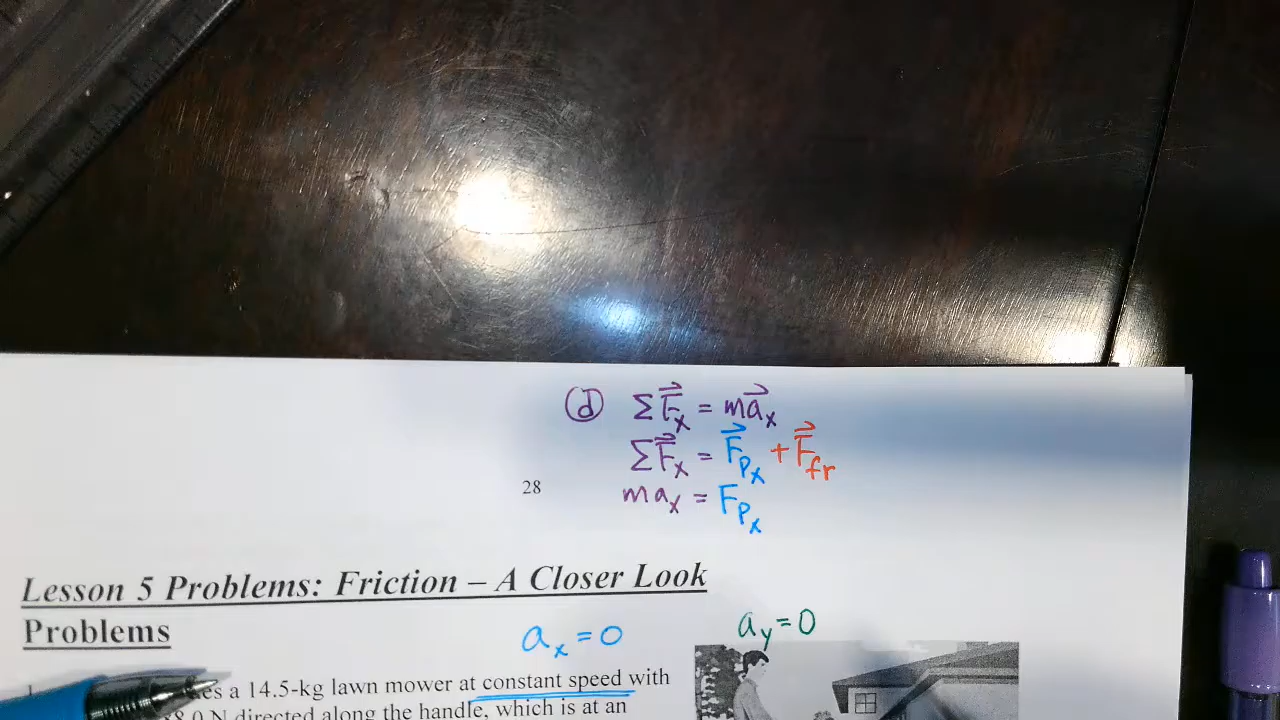 (d) ΣF⃗x = ma⃗x
ΣF⃗x = F⃗Px + F⃗fr
28
max = FPx
Lesson 5 Problems: Friction – A Closer Look
Problems
ax = 0
ay = 0
a 14.5-kg lawn mower at constant speed with
N directed along the handle, which is at an